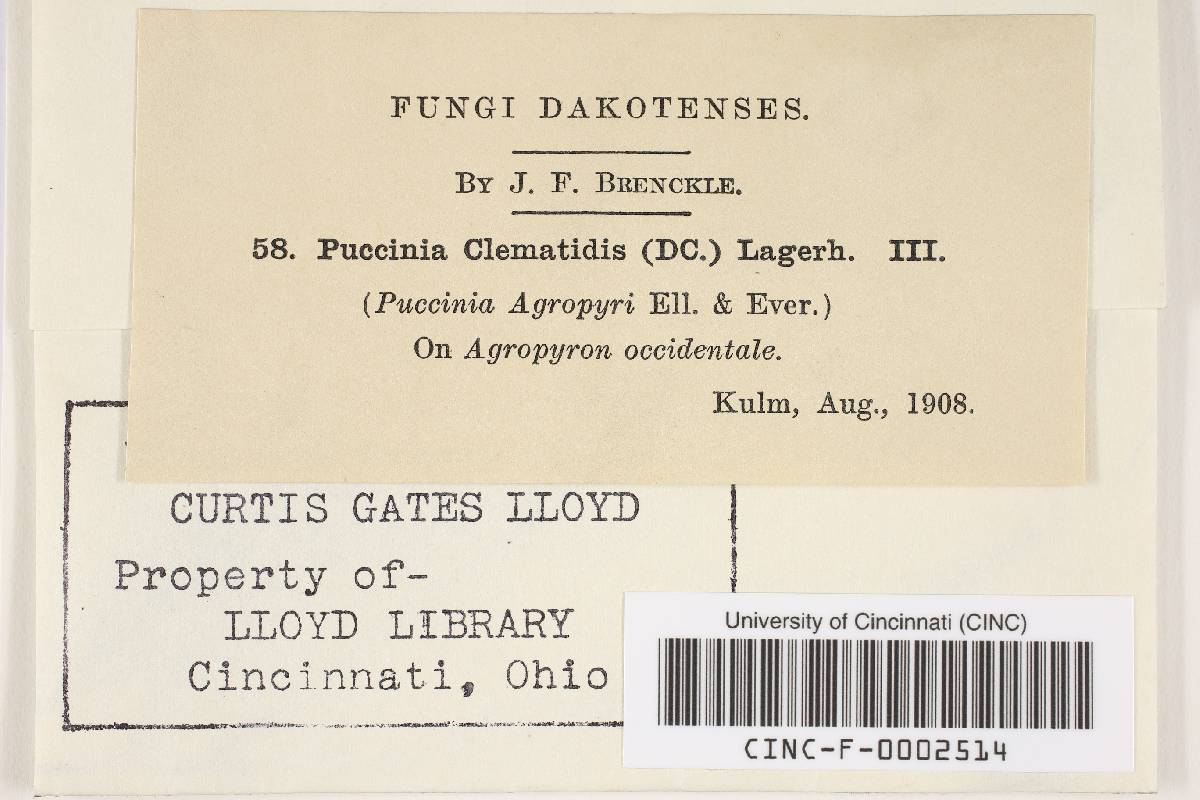 FUNGI DAKOTENSES.
By J. F. Brenckle.
58. Puccinia Clematidis (DC.) Lagerh. III.
(Puccinia Agropyri Ell. & Ever.)
On Agropyron occidentale.
Kulm, Aug., 1908.
CURTIS GATES LLOYD
Property of-
LLOYD LIBRARY
Cincinnati, Ohio
University of Cincinnati (CINC)
CINC-F-0002514